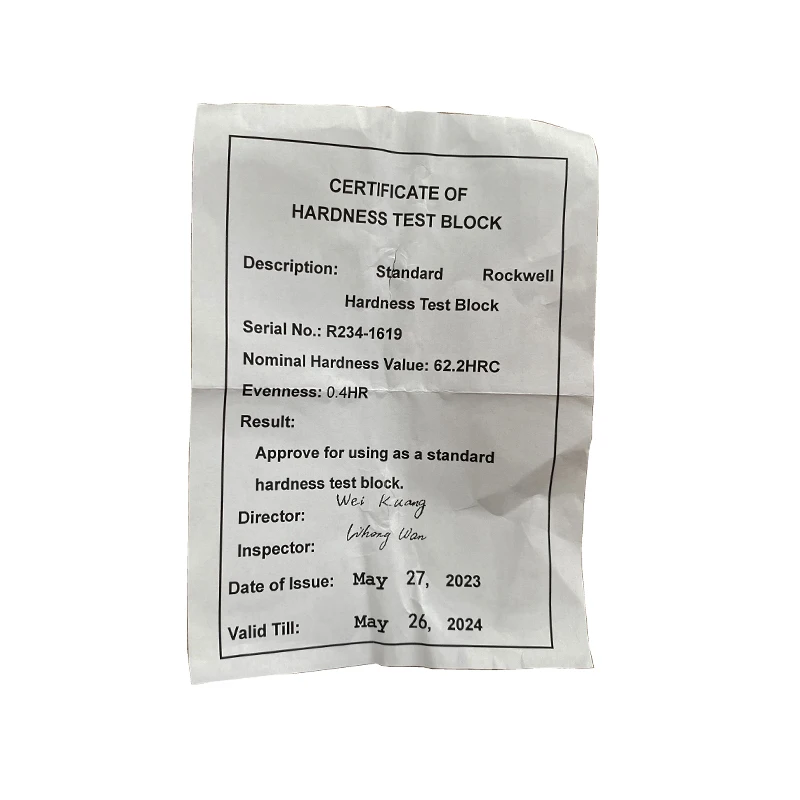 CERTIFICATE OF
HARDNESS TEST BLOCK
Description: Standard Rockwell
Hardness Test Block
Serial No.: R234-1619
Nominal Hardness Value: 62.2HRC
Evenness: 0.4HR
Result:
Approve for using as a standard
hardness test block.
Director: Wei Kuang
Inspector: Lihong Wan
Date of Issue: May 27, 2023
Valid Till: May 26, 2024